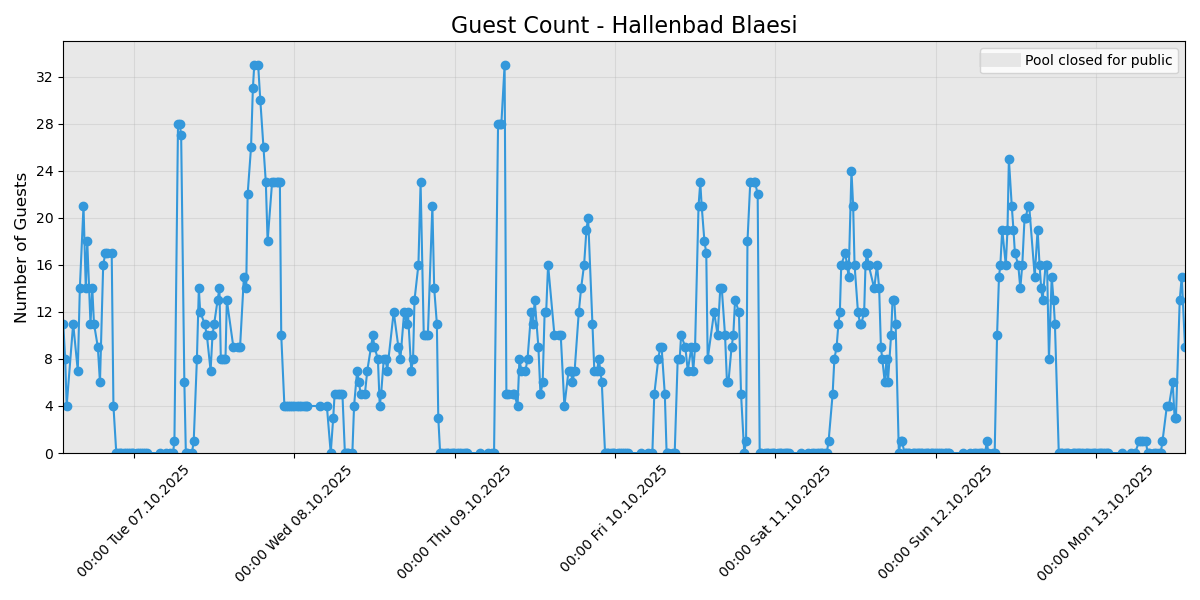 Guest Count - Hallenbad Blaesi
Pool closed for public
Number of Guests
32
28
24
20
16
12
8
4
0
00:00 Tue 07.10.2025
00:00 Wed 08.10.2025
00:00 Thu 09.10.2025
00:00 Fri 10.10.2025
00:00 Sat 11.10.2025
00:00 Sun 12.10.2025
00:00 Mon 13.10.2025